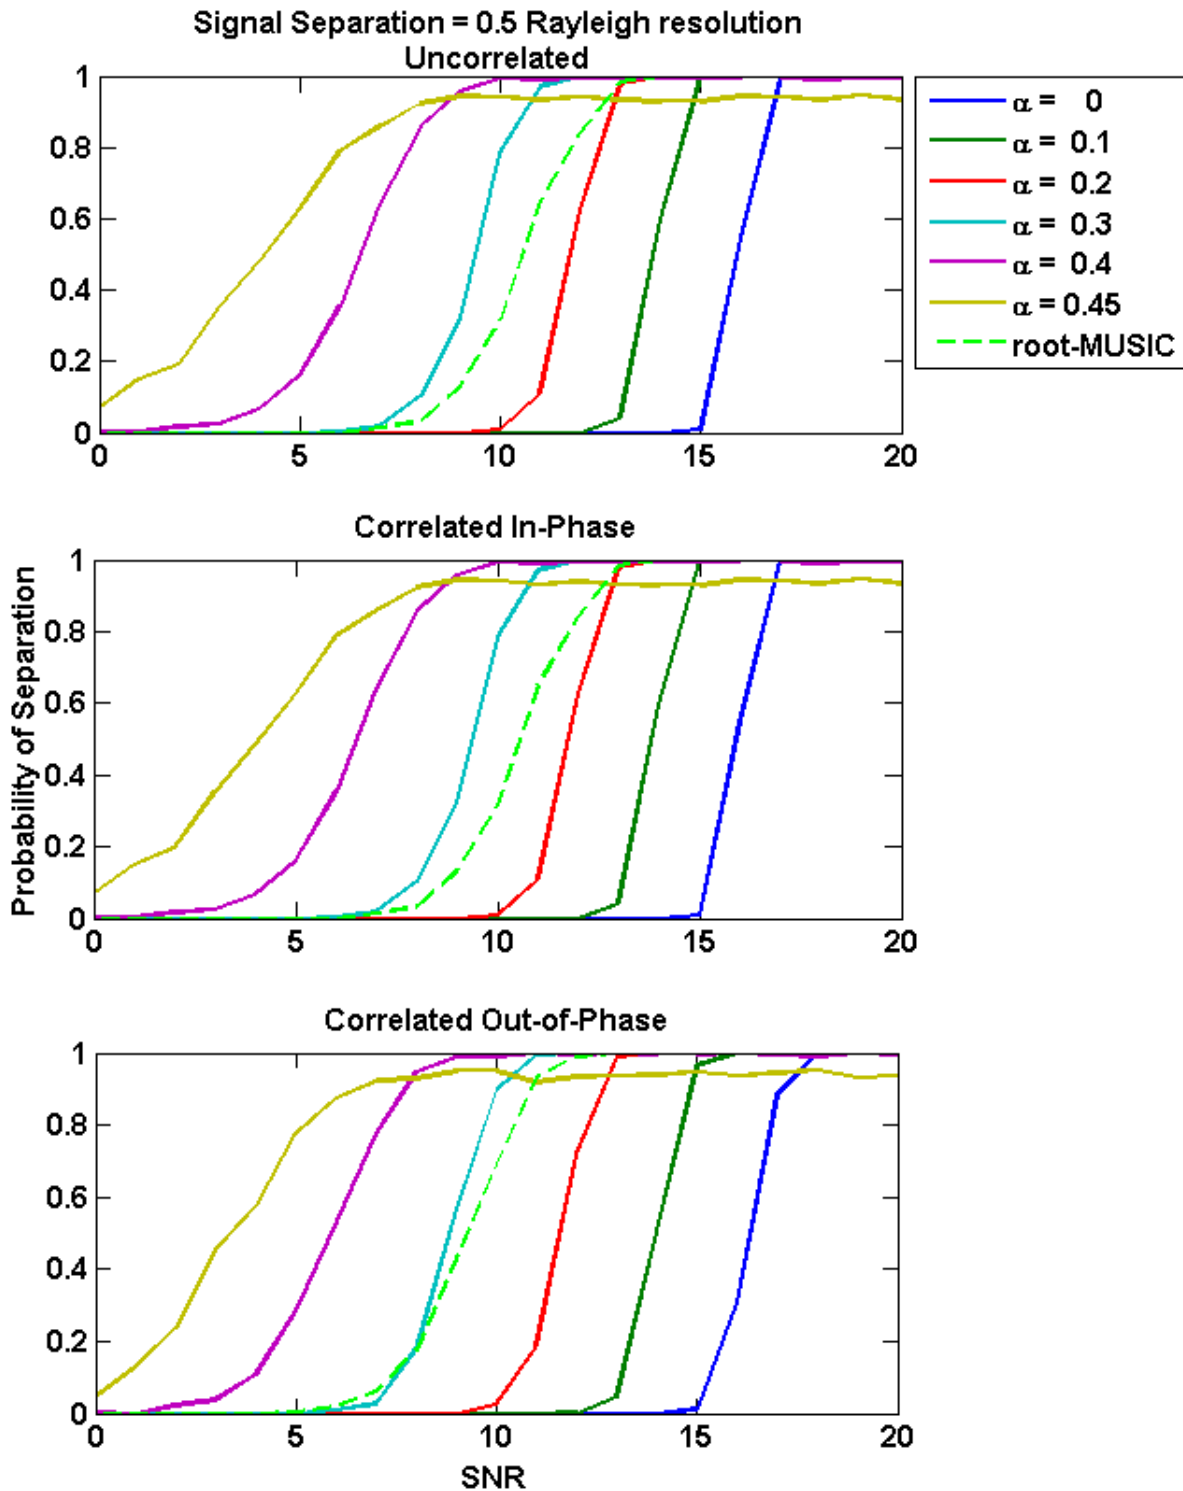 Signal Separation = 0.5 Rayleigh resolution
Uncorrelated
1
0.8
0.6
0.4
0.2
0
0 5 10 15 20
α = 0
α = 0.1
α = 0.2
α = 0.3
α = 0.4
α = 0.45
root-MUSIC
Correlated In-Phase
Probability of Separation
1
0.8
0.6
0.4
0.2
0
0 5 10 15 20
Correlated Out-of-Phase
1
0.8
0.6
0.4
0.2
0
0 5 10 15 20
SNR